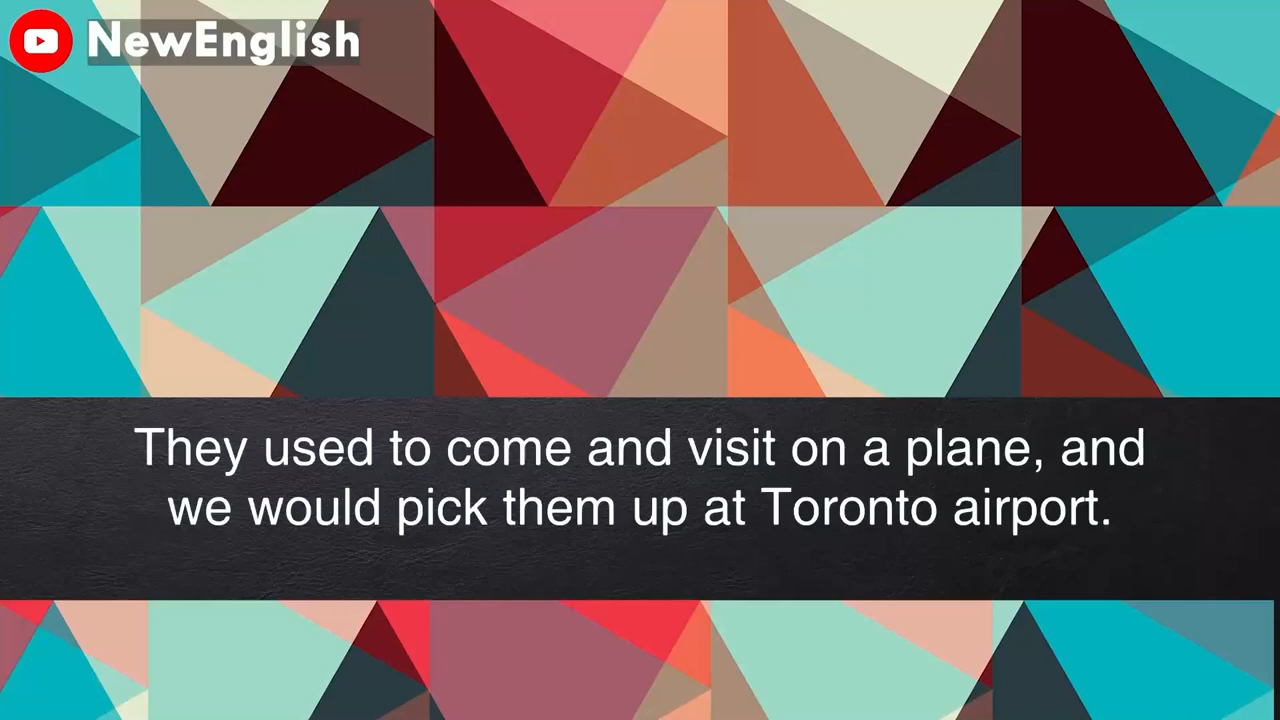 NewEnglish
They used to come and visit on a plane, and
we would pick them up at Toronto airport.